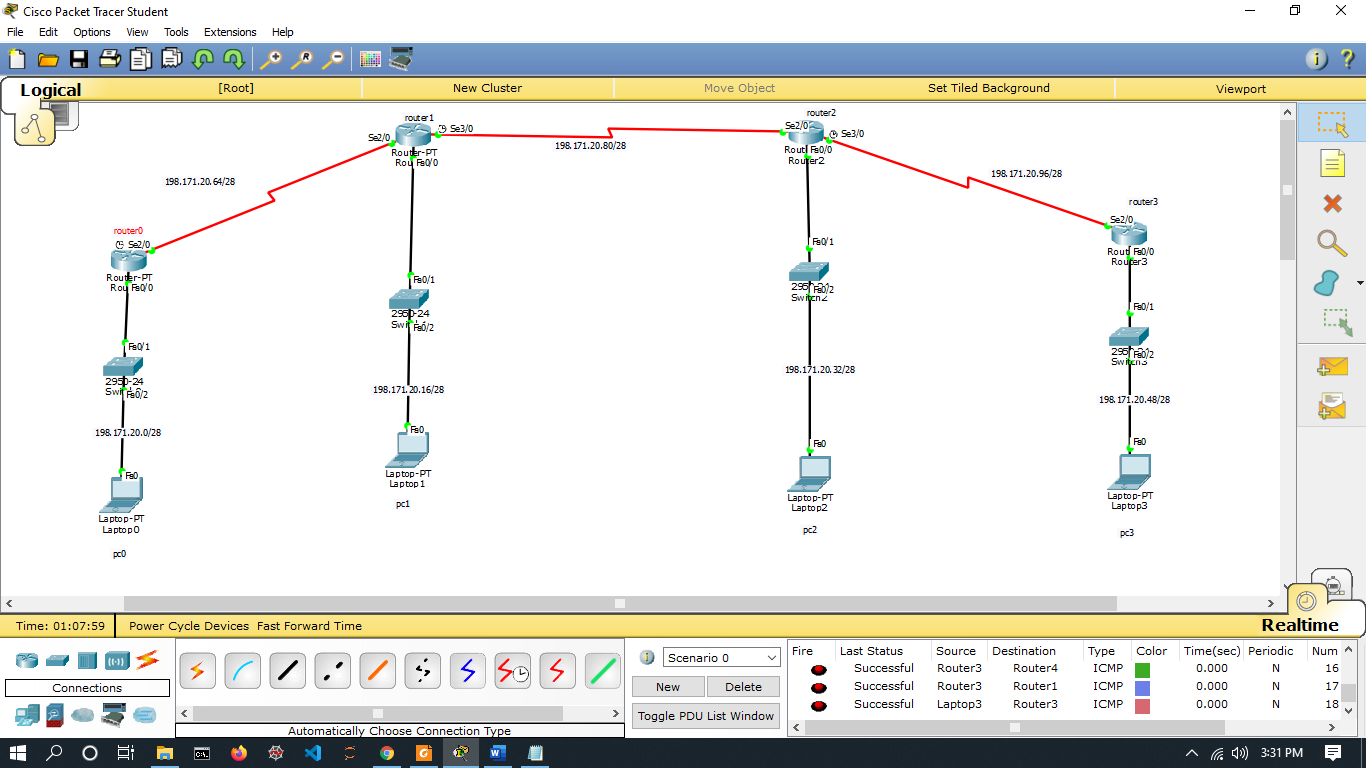 Cisco Packet Tracer Student
File Edit Options View Tools Extensions Help
Logical [Root] New Cluster Move Object Set Tiled Background Viewport
router1
Se2/0 Se3/0
Router-PT
Fa0/0
198.171.20.80/28
router2
Se2/0 Se3/0
Fa0/0
Router2
198.171.20.64/28
198.171.20.96/28
router3
Se2/0
Fa0/0
Router3
router0
Se2/0
Router-PT
Fa0/0
Fa0/1
2950-24
Fa0/2
198.171.20.16/28
Fa0
Laptop-PT
Laptop1
pc1
Fa0/1
Fa0/2
Switch2
198.171.20.32/28
Fa0
Laptop-PT
Laptop2
pc2
Fa0/1
Fa0/2
Switch3
198.171.20.48/28
Fa0
Laptop-PT
Laptop3
pc3
Fa0/1
2950-24
Fa0/2
198.171.20.0/28
Fa0
Laptop-PT
Laptop0
pc0
Time: 01:07:59 Power Cycle Devices Fast Forward Time
Realtime
Connections
Automatically Choose Connection Type
Scenario 0
New Delete
Toggle PDU List Window
Fire Last Status Source Destination Type Color Time(sec) Periodic Num
Successful Router3 Router4 ICMP 0.000 N 16
Successful Router3 Router1 ICMP 0.000 N 17
Successful Laptop3 Router3 ICMP 0.000 N 18
3:31 PM